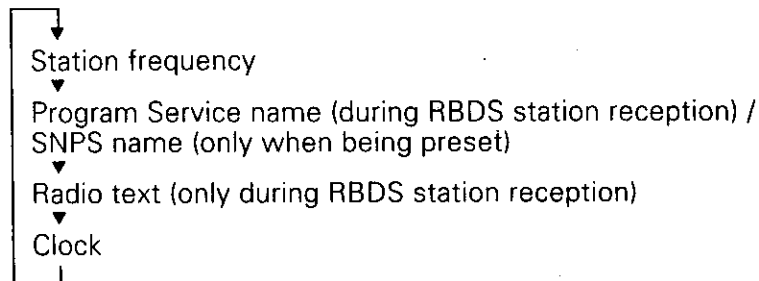 Station frequency
Program Service name (during RBDS station reception) /
SNPS name (only when being preset)
Radio text (only during RBDS station reception)
Clock